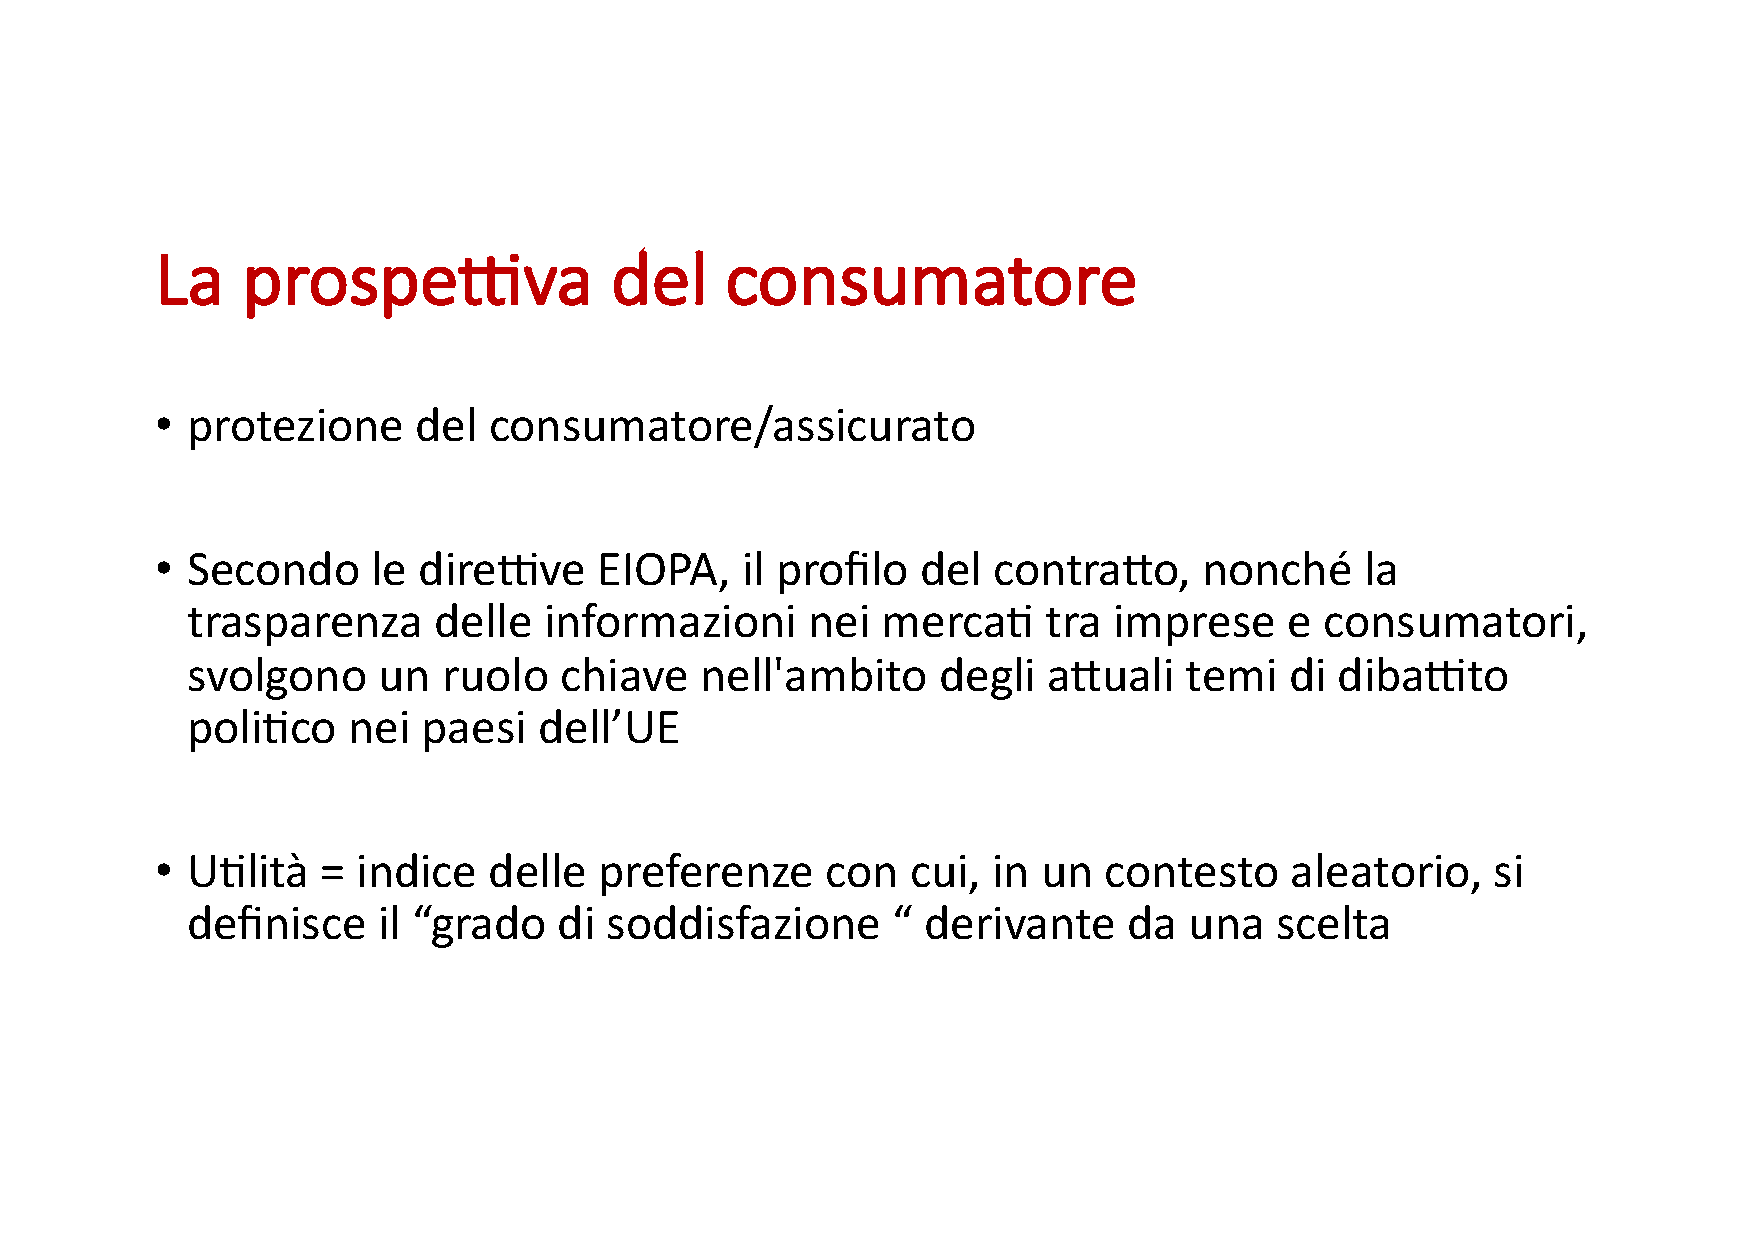 La prospettiva del consumatore
• protezione del consumatore/assicurato
• Secondo le direttive EIOPA, il profilo del contratto, nonché la
trasparenza delle informazioni nei mercati tra imprese e consumatori,
svolgono un ruolo chiave nell'ambito degli attuali temi di dibattito
politico nei paesi dell’UE
• Utilità = indice delle preferenze con cui, in un contesto aleatorio, si
definisce il “grado di soddisfazione “ derivante da una scelta